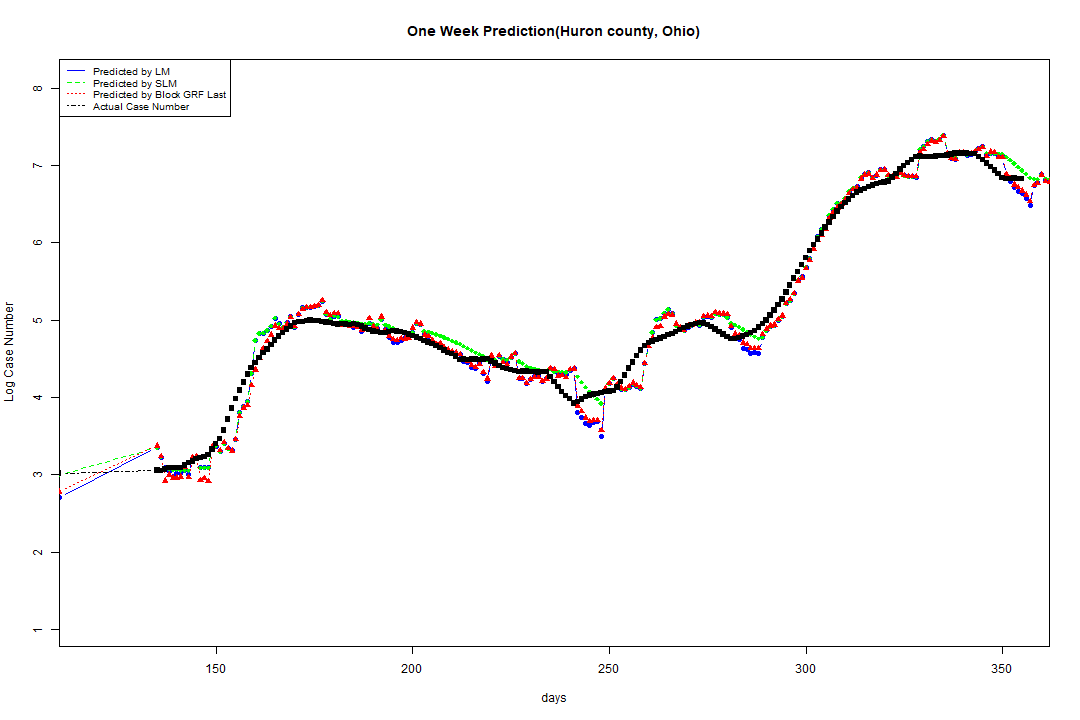 One Week Prediction(Huron county, Ohio)
Predicted by LM
Predicted by SLM
Predicted by Block GRF Last
Actual Case Number
8
7
6
5
4
3
2
1
Log Case Number
150 200 250 300 350
days